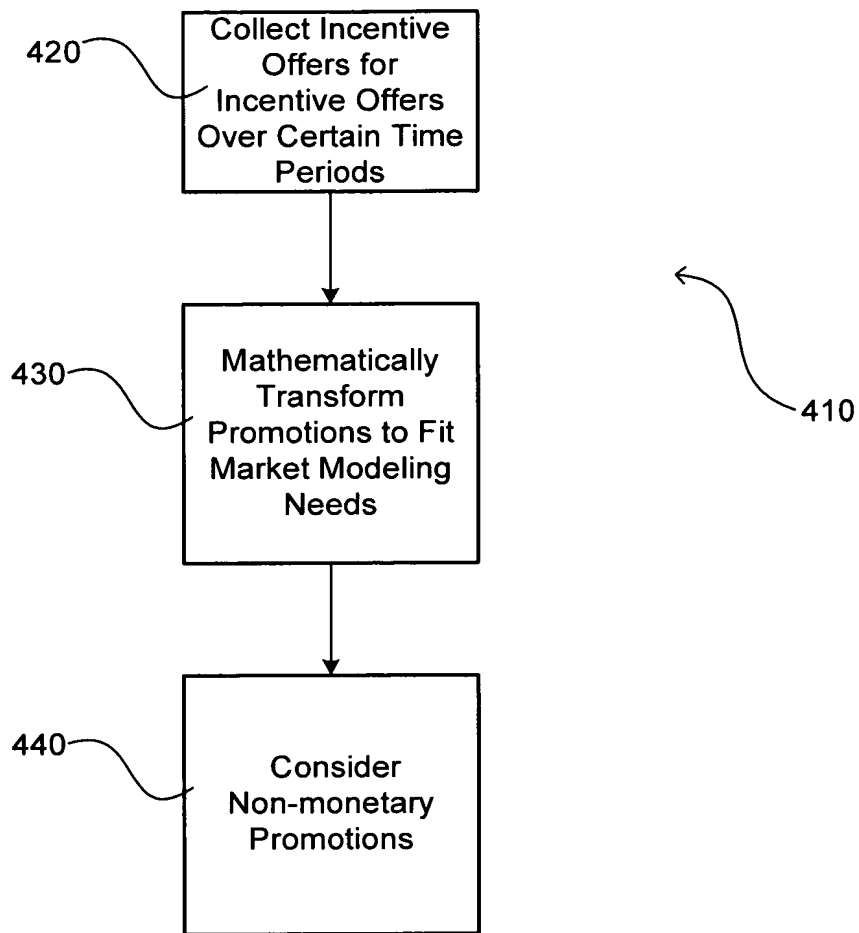 420
Collect Incentive
Offers for
Incentive Offers
Over Certain Time
Periods
430
Mathematically
Transform
Promotions to Fit
Market Modeling
Needs
410
440
Consider
Non-monetary
Promotions